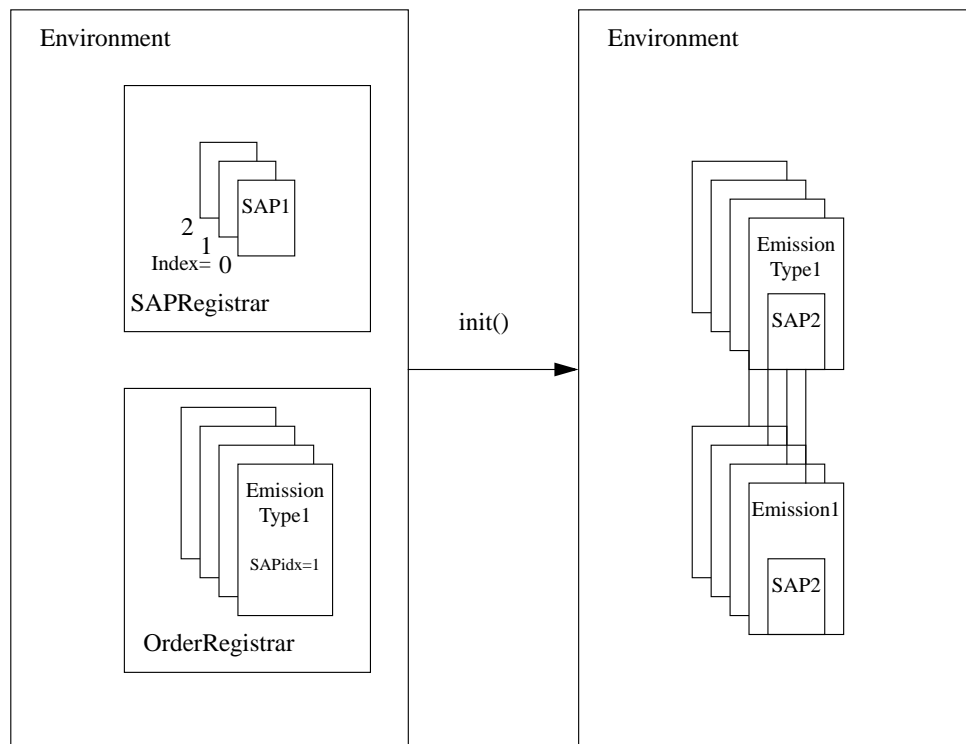 Environment
SAP1
2
1
Index= 0
SAPRegistrar
Emission
Type1
SAPidx=1
OrderRegistrar
init()
Environment
Emission
Type1
SAP2
Emission1
SAP2